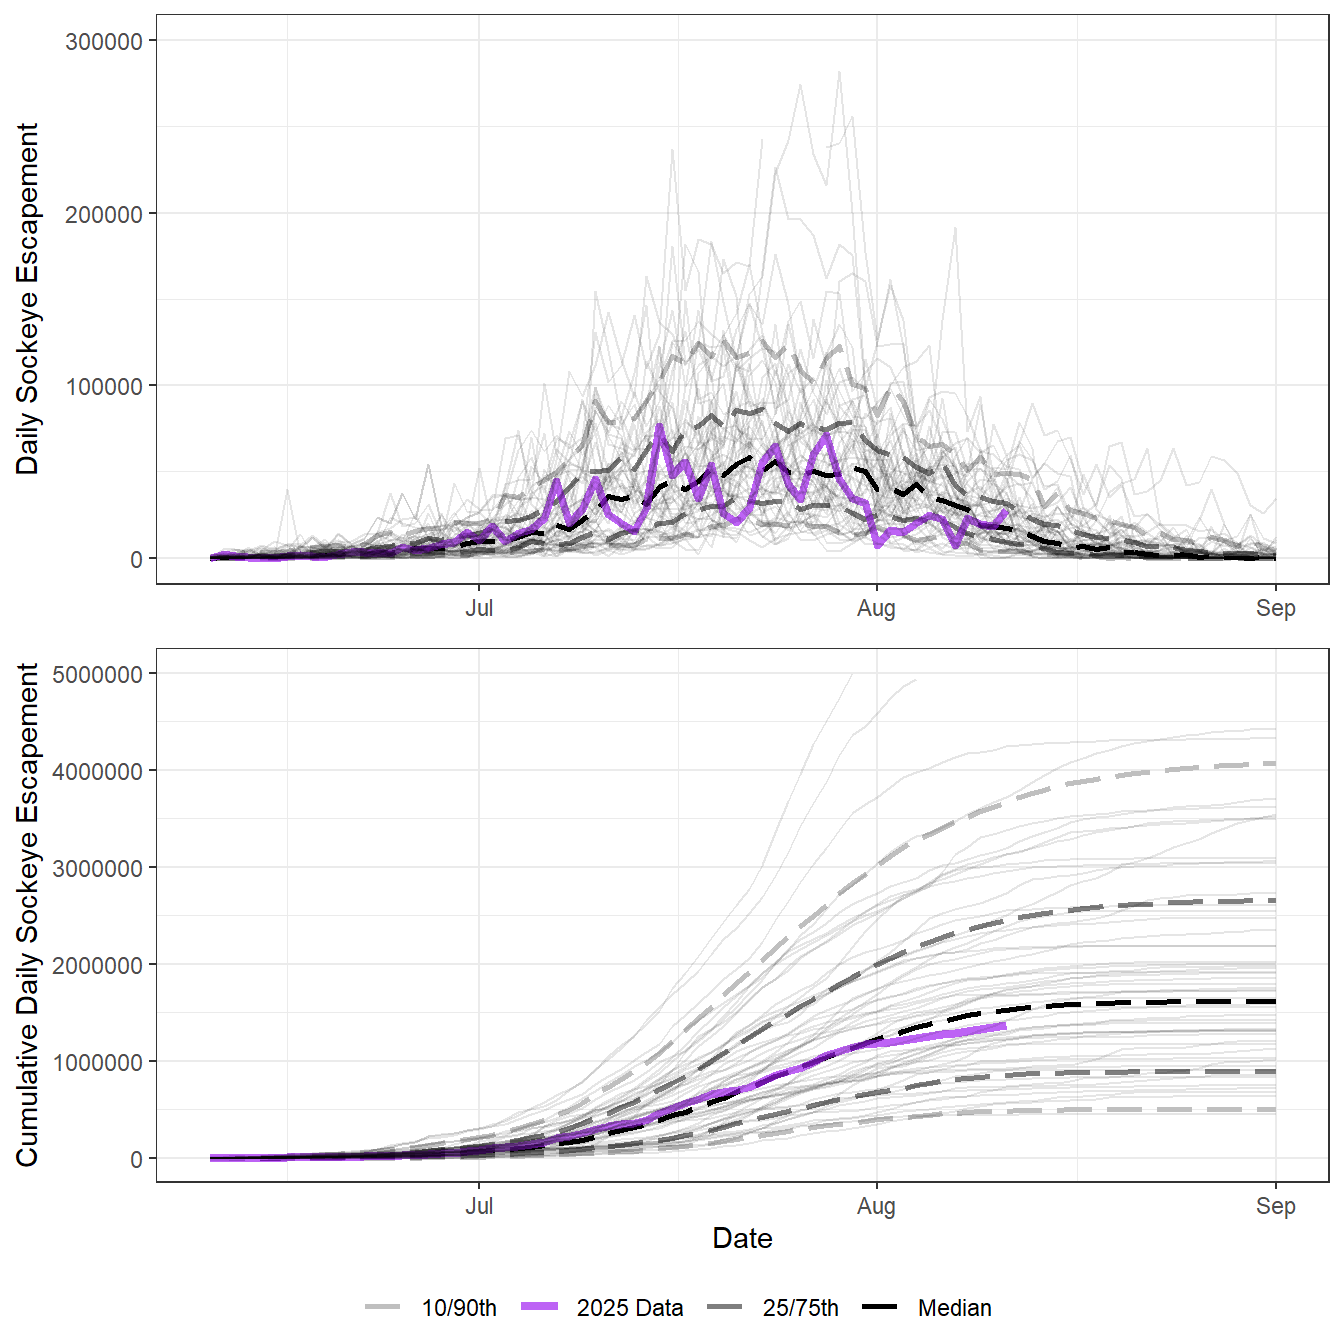 Daily Sockeye Escapement
300000
200000
100000
0
Jul
Aug
Sep
Cumulative Daily Sockeye Escapement
5000000
4000000
3000000
2000000
1000000
0
Jul
Aug
Sep
Date
10/90th
2025 Data
25/75th
Median